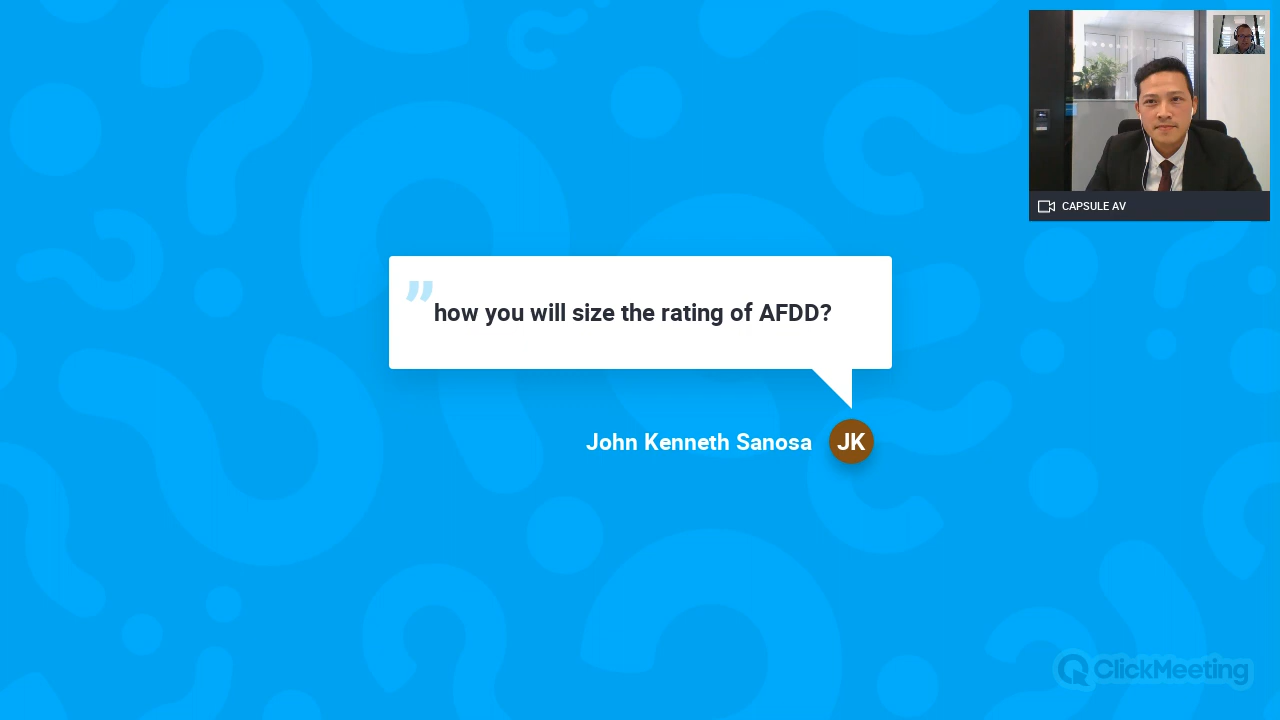 CAPSULE AV
” how you will size the rating of AFDD?
John Kenneth Sanosa JK
ClickMeeting